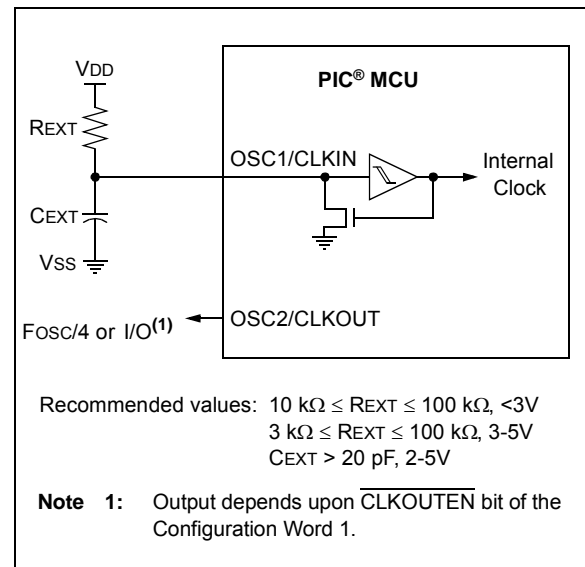 VDD
PIC® MCU
REXT
OSC1/CLKIN
Internal
Clock
CEXT
VSS
OSC2/CLKOUT
FOSC/4 or I/O(1)
Recommended values: 10 kΩ ≤ REXT ≤ 100 kΩ, <3V
3 kΩ ≤ REXT ≤ 100 kΩ, 3-5V
CEXT > 20 pF, 2-5V
Note 1: Output depends upon CLKOUTEN bit of the
Configuration Word 1.